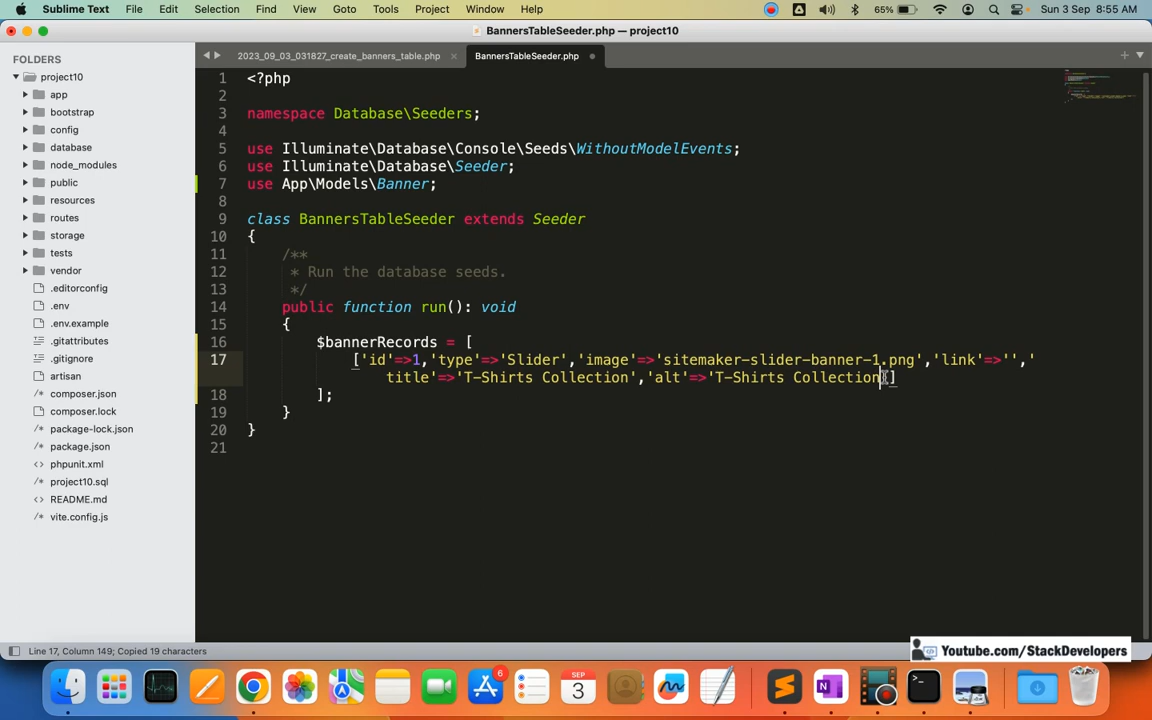 Sublime Text File Edit Selection Find View Goto Tools Project Window Help 65% Sun 3 Sep 8:55 AM
BannersTableSeeder.php — project10
FOLDERS
project10
app
bootstrap
config
database
node_modules
public
resources
routes
storage
tests
vendor
.editorconfig
.env
.env.example
.gitattributes
.gitignore
artisan
composer.json
composer.lock
package-lock.json
package.json
phpunit.xml
project10.sql
README.md
vite.config.js
2023_09_03_031827_create_banners_table.php BannersTableSeeder.php
1 <?php
2
3 namespace Database\Seeders;
4
5 use Illuminate\Database\Console\Seeds\WithoutModelEvents;
6 use Illuminate\Database\Seeder;
7 use App\Models\Banner;
8
9 class BannersTableSeeder extends Seeder
10 {
11 /**
12 * Run the database seeds.
13 */
14 public function run(): void
15 {
16 $bannerRecords = [
17 ['id'=>1,'type'=>'Slider','image'=>'sitemaker-slider-banner-1.png','link'=>'','
title'=>'T-Shirts Collection','alt'=>'T-Shirts Collection']
18 ];
19 }
20 }
21
Line 17, Column 149; Copied 19 characters
Youtube.com/StackDevelopers
6
SEP
3